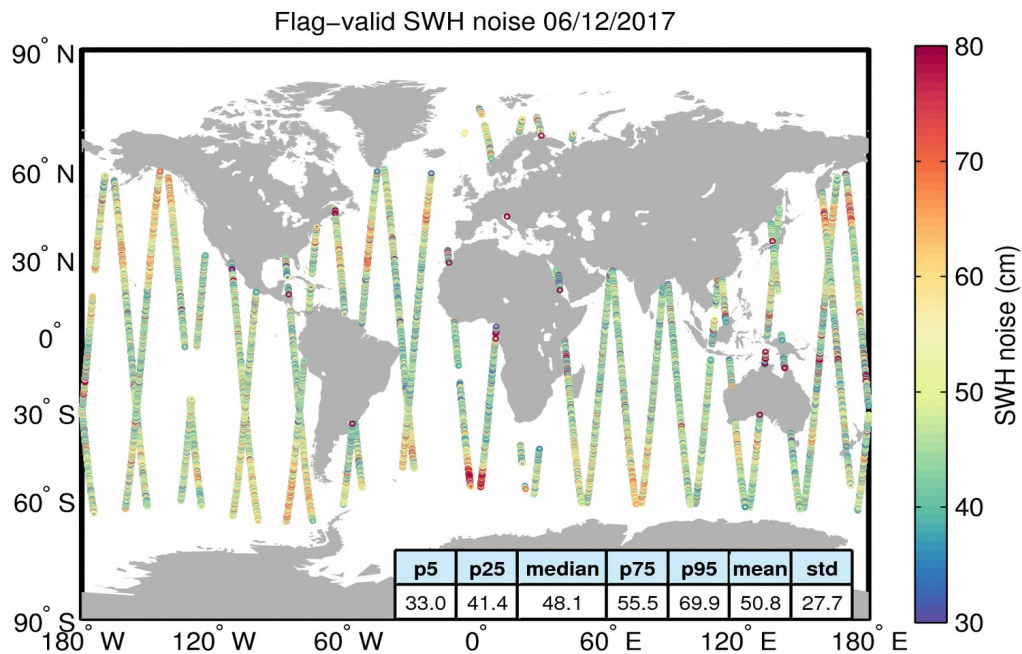 Flag−valid SWH noise 06/12/2017
90° N
60° N
30° N
0°
30° S
60° S
90° S
180° W
120° W
60° W
0°
60° E
120° E
180° E
80
70
60
50
40
30
SWH noise (cm)
p5 p25 median p75 p95 mean std
33.0 41.4 48.1 55.5 69.9 50.8 27.7